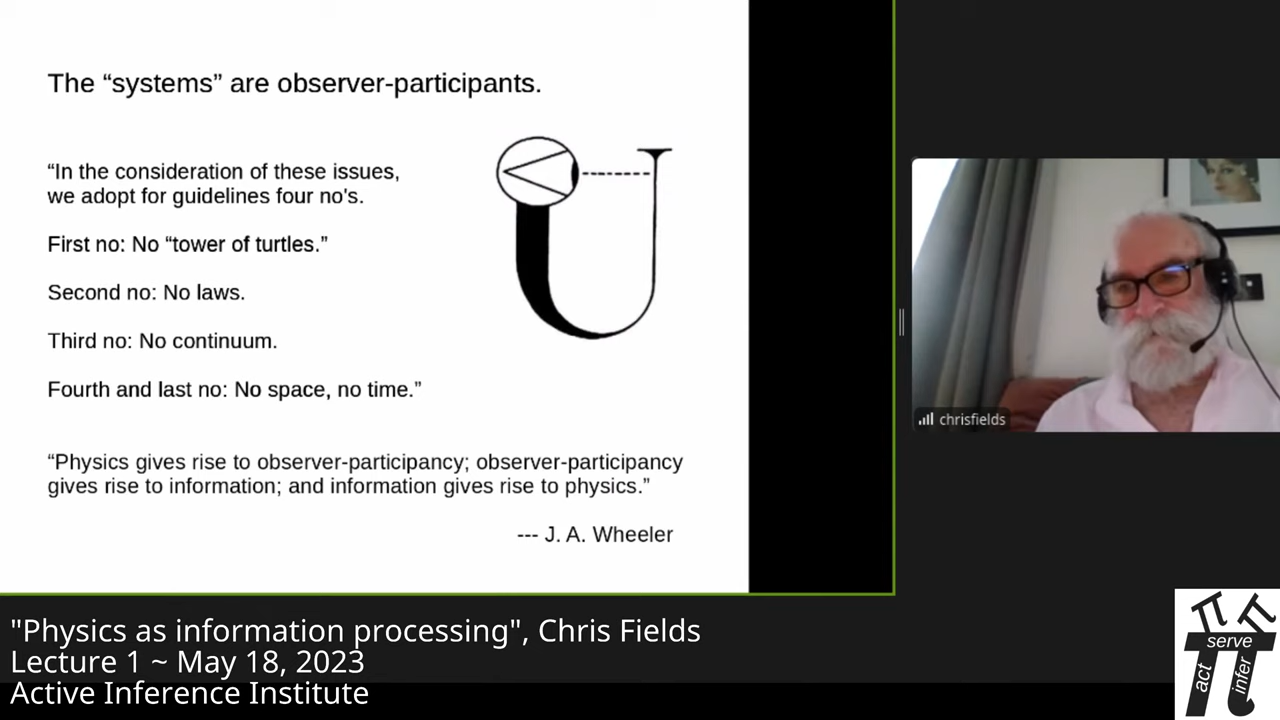 The “systems” are observer-participants.
“In the consideration of these issues,
we adopt for guidelines four no's.
First no: No “tower of turtles.”
Second no: No laws.
Third no: No continuum.
Fourth and last no: No space, no time.”
“Physics gives rise to observer-participancy; observer-participancy
gives rise to information; and information gives rise to physics.”
--- J. A. Wheeler
chrisfields
"Physics as information processing", Chris Fields
Lecture 1 ~ May 18, 2023
Active Inference Institute
serve
act
infer